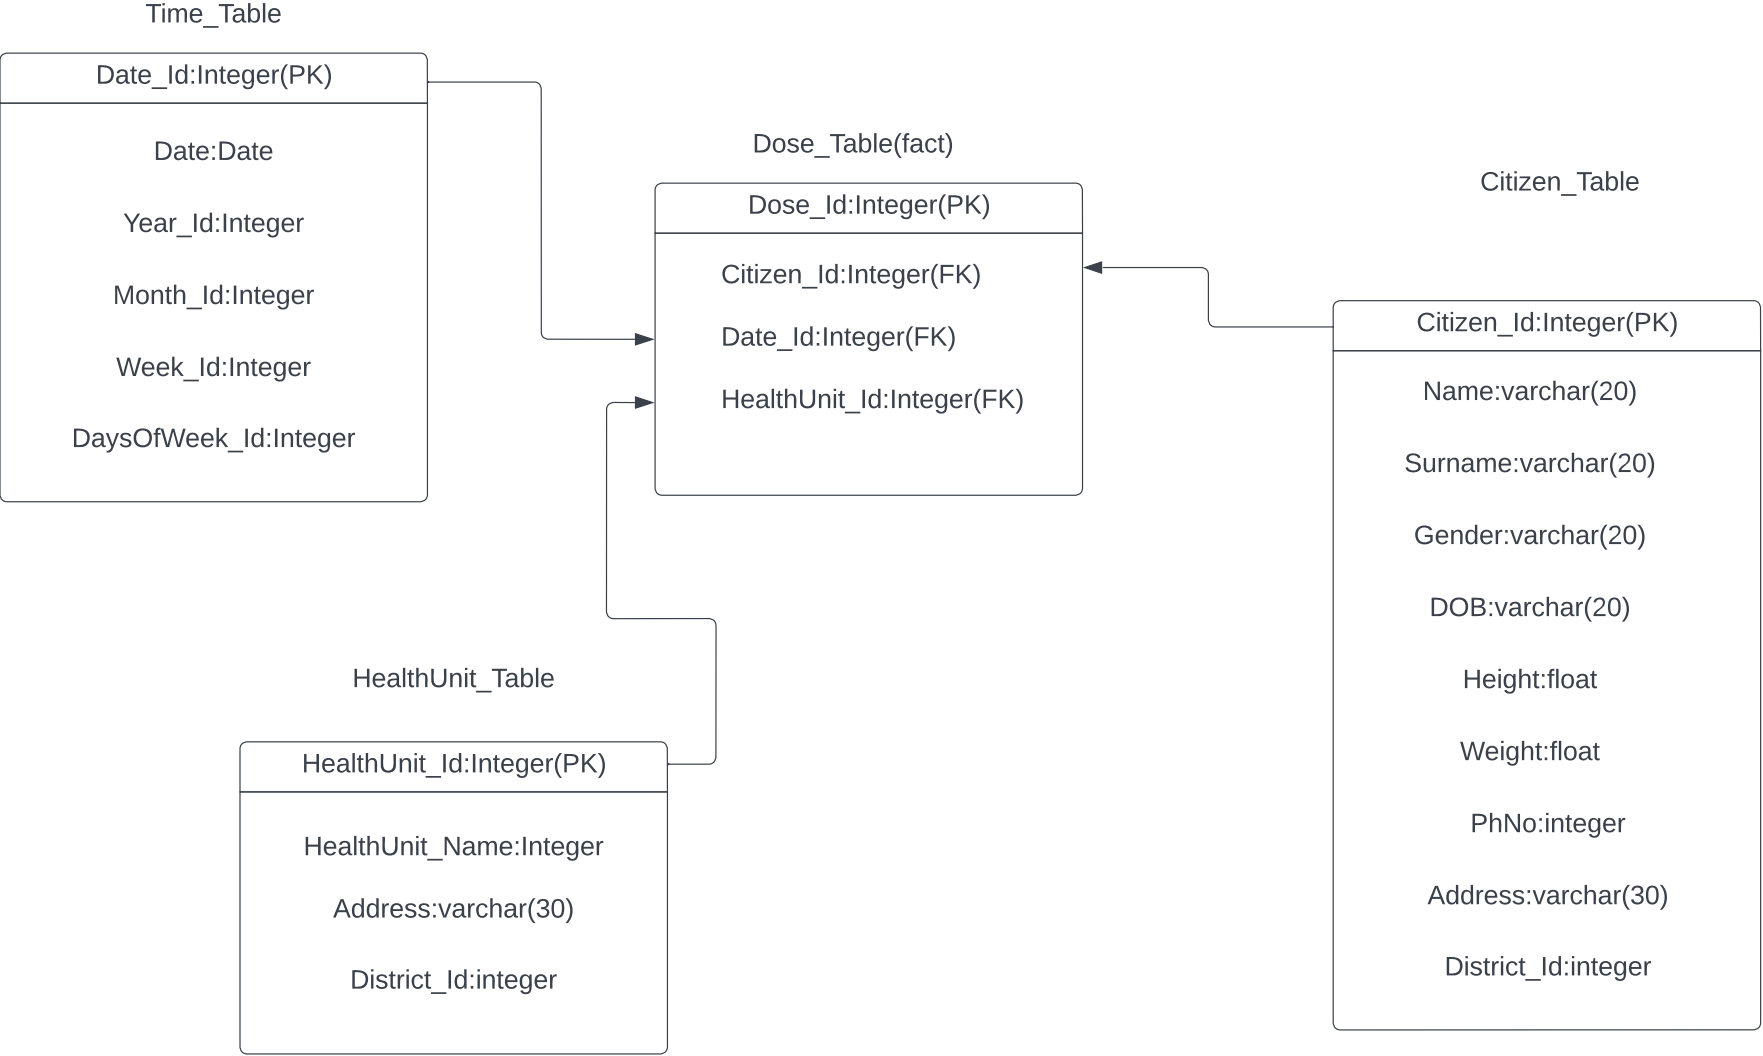 Time_Table
Date_Id:Integer(PK)
Date:Date
Year_Id:Integer
Month_Id:Integer
Week_Id:Integer
DaysOfWeek_Id:Integer
Dose_Table(fact)
Dose_Id:Integer(PK)
Citizen_Id:Integer(FK)
Date_Id:Integer(FK)
HealthUnit_Id:Integer(FK)
Citizen_Table
Citizen_Id:Integer(PK)
Name:varchar(20)
Surname:varchar(20)
Gender:varchar(20)
DOB:varchar(20)
Height:float
Weight:float
PhNo:integer
Address:varchar(30)
District_Id:integer
HealthUnit_Table
HealthUnit_Id:Integer(PK)
HealthUnit_Name:Integer
Address:varchar(30)
District_Id:integer